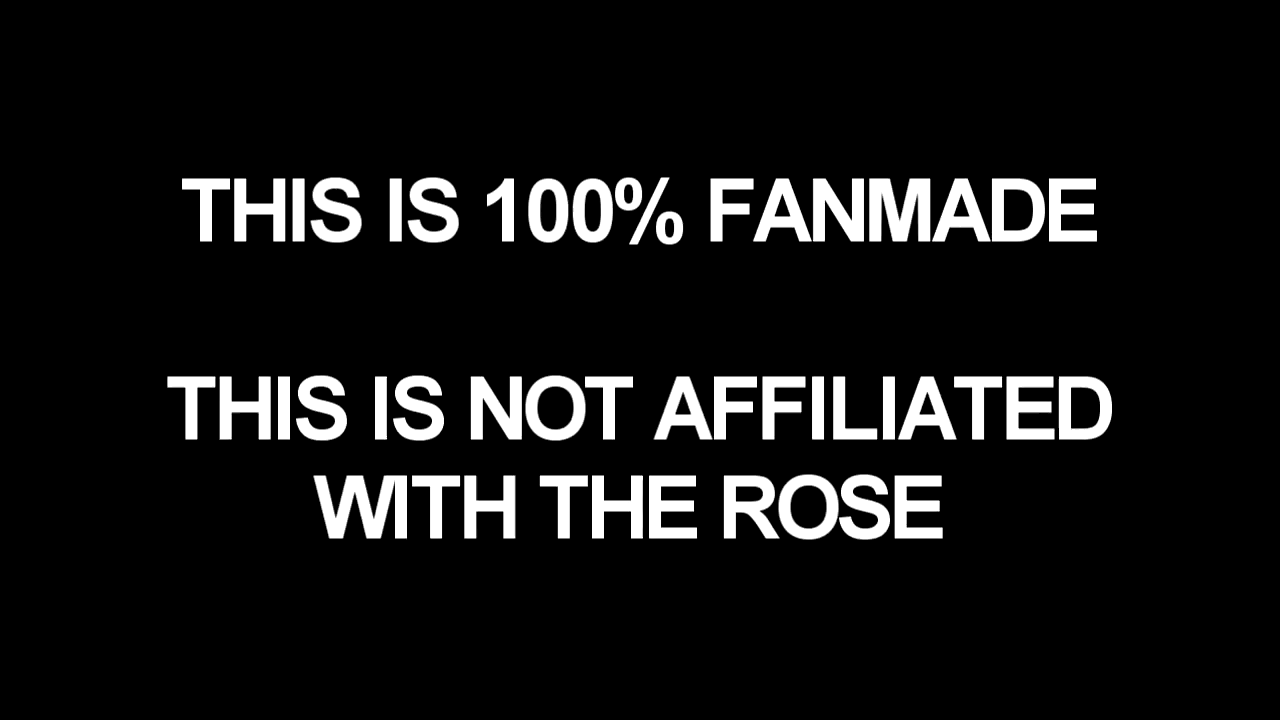 THIS IS 100% FANMADE
THIS IS NOT AFFILIATED
WITH THE ROSE